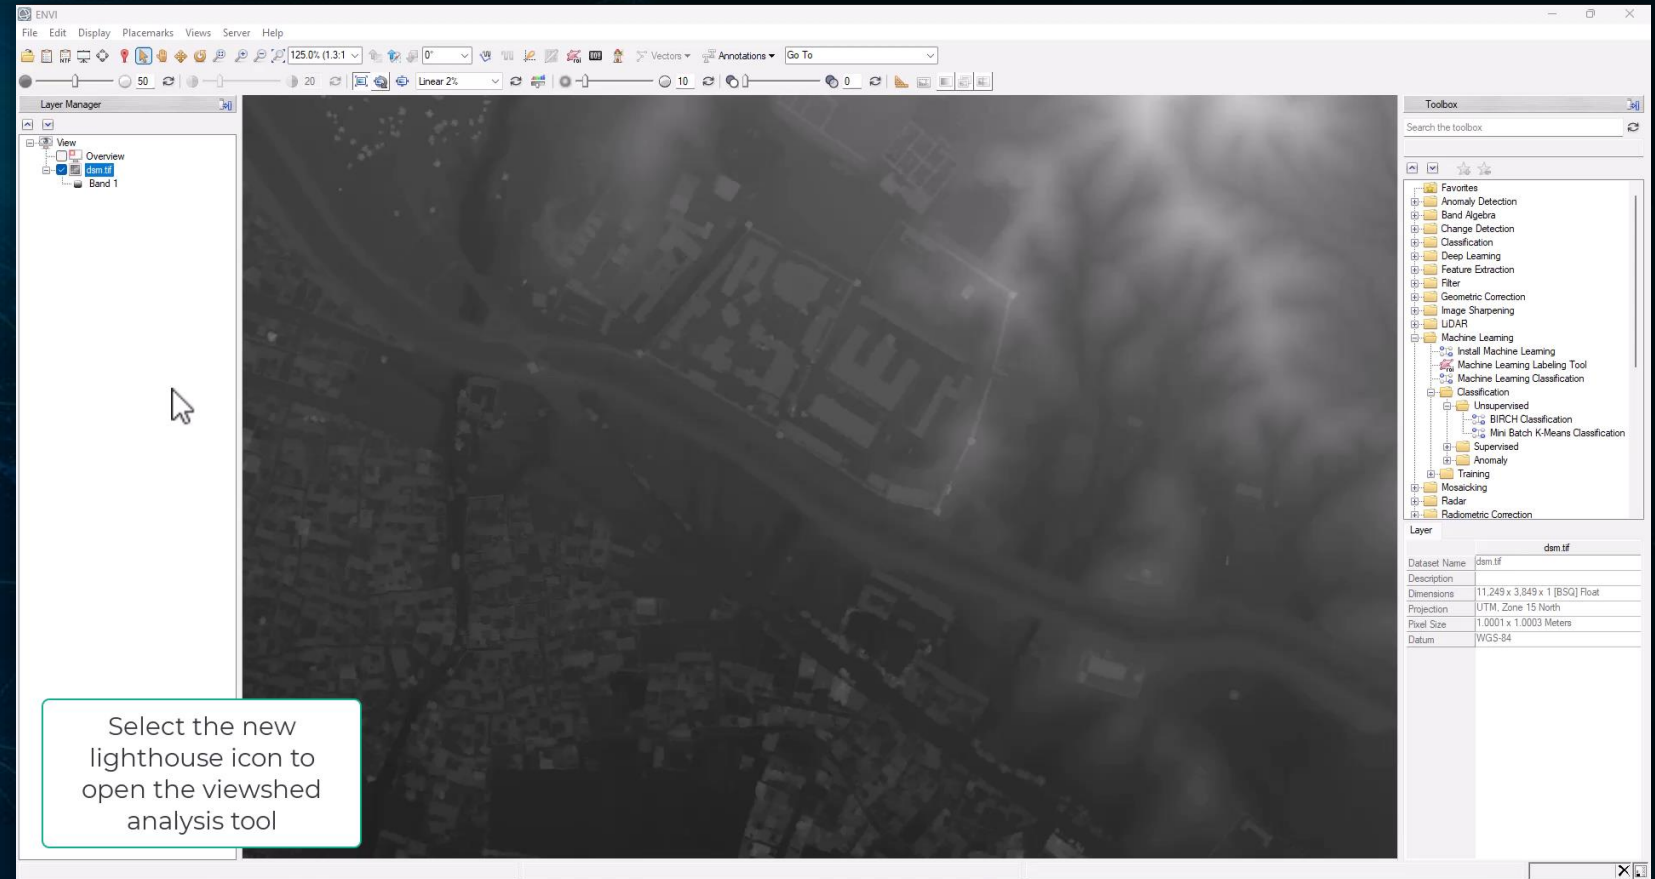 ENVI
File Edit Display Placemarks Views Server Help
125.0% (1.3:1 0° Vectors Annotations Go To
50 20 Linear 2% 10 0
Layer Manager
View
Overview
dsm.tif
Band 1
Select the new
lighthouse icon to
open the viewshed
analysis tool
Toolbox
Search the toolbox
Favorites
Anomaly Detection
Band Algebra
Change Detection
Classification
Deep Learning
Feature Extraction
Filter
Geometric Correction
Image Sharpening
LiDAR
Machine Learning
Install Machine Learning
Machine Learning Labeling Tool
Machine Learning Classification
Classification
Unsupervised
BIRCH Classification
Mini Batch K-Means Classification
Supervised
Anomaly
Training
Mosaicking
Radar
Radiometric Correction
Layer
dsm.tif
Dataset Name dsm.tif
Description
Dimensions 11,249 x 3,849 x 1 [BSQ] Float
Projection UTM, Zone 15 North
Pixel Size 1.0001 x 1.0003 Meters
Datum WGS-84